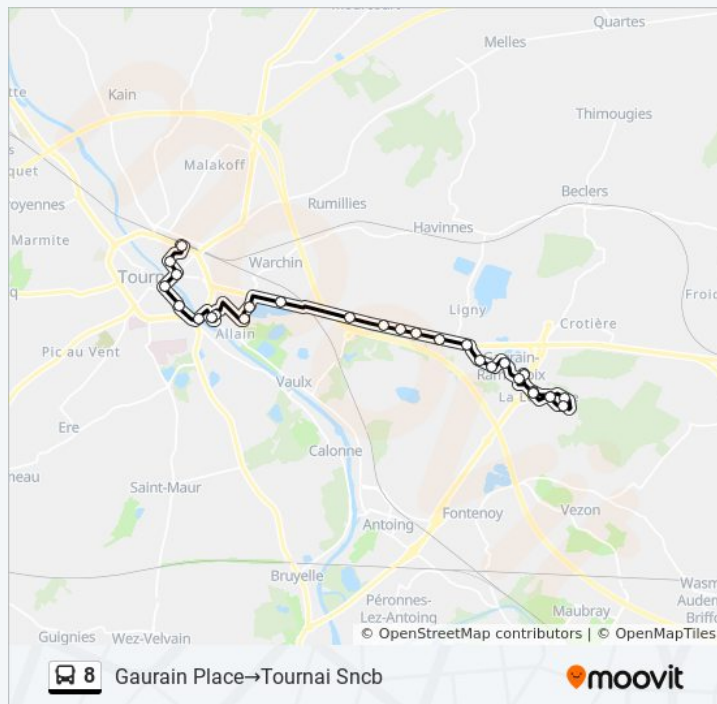 Quartes
Melles
Kain
Thimougies
Malakoff
Beclers
Rumillies
Havinnes
Marmite
Warchin
Tourn
Ligny
Froid
Crotière
Allain
Pic au Vent
Vaulx
La
Ere
Calonne
Saint-Maur
Vezon
Fontenoy
Antoing
Bruyelle
Péronnes-
Lez-Antoing
Maubray
Guignies
Wez-Velvain
© OpenStreetMap contributors | © OpenMapTiles
8 Gaurain Place→Tournai Sncb
moovit